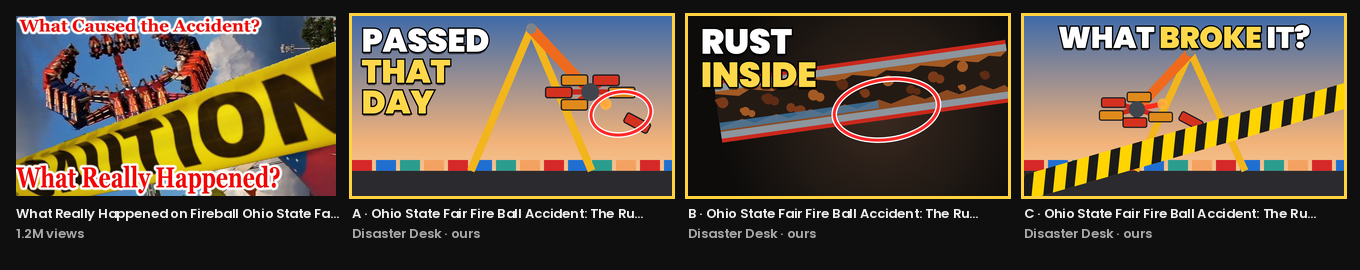 What Caused the Accident?
CAUTION
What Really Happened?
What Really Happened on Fireball Ohio State Fa...
1.2M views
PASSED
THAT
DAY
A · Ohio State Fair Fire Ball Accident: The Ru...
Disaster Desk · ours
RUST
INSIDE
B · Ohio State Fair Fire Ball Accident: The Ru...
Disaster Desk · ours
WHAT BROKE IT?
C · Ohio State Fair Fire Ball Accident: The Ru...
Disaster Desk · ours